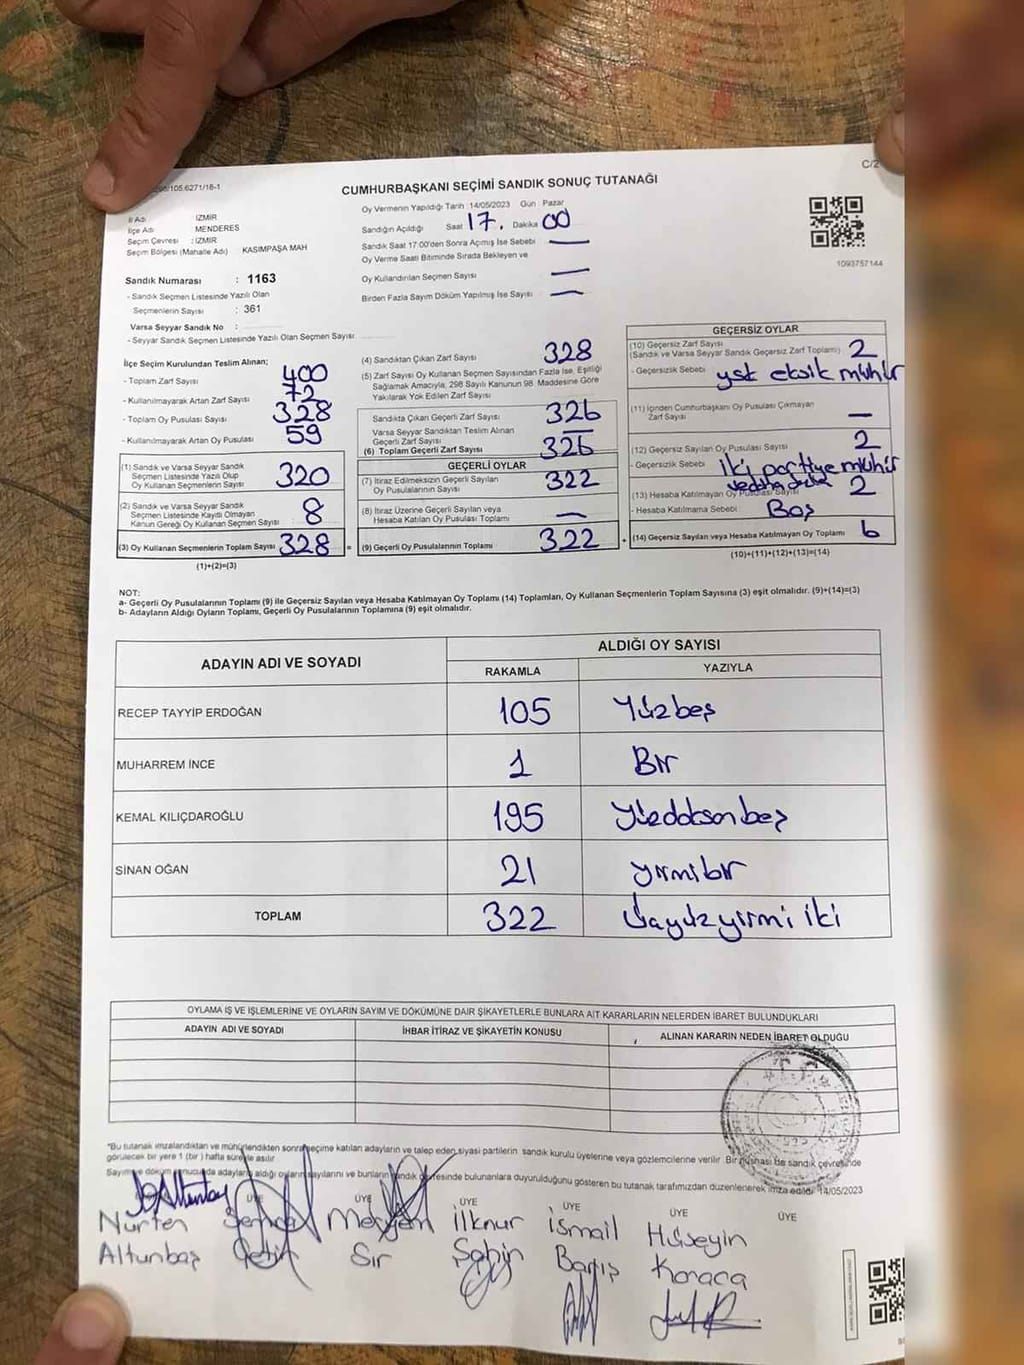 105.6271/16-1
C/2
CUMHURBAŞKANI SEÇİMİ SANDIK SONUÇ TUTANAĞI
İl Adı : İZMİR
İlçe Adı : MENDERES
Seçim Çevresi : İZMİR
Seçim Bölgesi (Mahalle Adı) KASIMPAŞA MAH
Sandık Numarası : 1163
- Sandık Seçmen Listesinde Yazılı Olan
Seçmenlerin Sayısı : 361
Varsa Seyyar Sandık No :
- Seyyar Sandık Seçmen Listesinde Yazılı Olan Seçmen Sayısı
Oy Vermenin Yapıldığı Tarih :14/05/2023 Gün : Pazar
Sandığın Açıldığı Saat 17. Dakika 00
Sandık Saat 17:00'den Sonra Açılmış İse Sebebi —
Oy Verme Saati Bitiminde Sırada Bekleyen ve
Oy Kullandırılan Seçmen Sayısı —
Birden Fazla Sayım Döküm Yapılmış İse Sayısı —
1093757144
İlçe Seçim Kurulundan Teslim Alınan;
- Toplam Zarf Sayısı 400
- Kullanılmayarak Artan Zarf Sayısı 72
- Toplam Oy Pusulası Sayısı 328
- Kullanılmayarak Artan Oy Pusulası 59
(1) Sandık ve Varsa Seyyar Sandık
Seçmen Listesinde Yazılı Olup
Oy Kullanan Seçmenlerin Sayısı 320
(2) Sandık ve Varsa Seyyar Sandık
Seçmen Listesinde Kayıtlı Olmayan
Kanun Gereği Oy Kullanan Seçmen Sayısı 8
(3) Oy Kullanan Seçmenlerin Toplam Sayısı 328 =
(1)+(2)=(3)
(4) Sandıktan Çıkan Zarf Sayısı 328
(5) Zarf Sayısı Oy Kullanan Seçmen Sayısından Fazla İse, Eşitliği
Sağlamak Amacıyla, 298 Sayılı Kanunun 98. Maddesine Göre
Yakılarak Yok Edilen Zarf Sayısı
Sandıkta Çıkan Geçerli Zarf Sayısı 326
Varsa Seyyar Sandıktan Teslim Alınan
Geçerli Zarf Sayısı —
(6) Toplam Geçerli Zarf Sayısı 326
GEÇERLİ OYLAR
(7) İtiraz Edilmeksizin Geçerli Sayılan
Oy Pusulalarının Sayısı 322
(8) İtiraz Üzerine Geçerli Sayılan veya
Hesaba Katılan Oy Pusulası Toplamı —
(9) Geçerli Oy Pusulalarının Toplamı 322 +
GEÇERSİZ OYLAR
(10) Geçersiz Zarf Sayısı
(Sandık ve Varsa Seyyar Sandık Geçersiz Zarf Toplamı) 2
- Geçersizlik Sebebi ysk eksik mühür
(11) İçinden Cumhurbaşkanı Oy Pusulası Çıkmayan
Zarf Sayısı —
(12) Geçersiz Sayılan Oy Pusulası Sayısı 2
- Geçersizlik Sebebi iki partiye mühür
(13) Hesaba Katılmayan Oy Pusulası Sayısı 2
- Hesaba Katılmama Sebebi Boş
(14) Geçersiz Sayılan veya Hesaba Katılmayan Oy Toplamı 6
(10)+(11)+(12)+(13)=(14)
NOT:
a- Geçerli Oy Pusulalarının Toplamı (9) ile Geçersiz Sayılan veya Hesaba Katılmayan Oy Toplamı (14) Toplamları, Oy Kullanan Seçmenlerin Toplam Sayısına (3) eşit olmalıdır. (9)+(14)=(3)
b- Adayların Aldığı Oyların Toplamı, Geçerli Oy Pusulalarının Toplamına (9) eşit olmalıdır.
ADAYIN ADI VE SOYADI
ALDIĞI OY SAYISI
RAKAMLA YAZIYLA
RECEP TAYYİP ERDOĞAN 105 Yüzbeş
MUHARREM İNCE 1 Bir
KEMAL KILIÇDAROĞLU 195 Yüzdoksanbeş
SİNAN OĞAN 21 yirmibir
TOPLAM 322 Üçyüzyirmi iki
OYLAMA İŞ VE İŞLEMLERİNE VE OYLARIN SAYIM VE DÖKÜMÜNE DAİR ŞİKAYETLERLE BUNLARA AİT KARARLARIN NELERDEN İBARET BULUNDUKLARI
ADAYIN ADI VE SOYADI İHBAR İTİRAZ VE ŞİKAYETİN KONUSU ALINAN KARARIN NEDEN İBARET OLDUĞU
*Bu tutanak imzalandıktan ve mühürlendikten sonra seçime katılan adayların ve talep eden siyasi partilerin sandık kurulu üyelerine veya gözlemcilerine verilir. Bir nüshası da sandık çevresinde
görülecek bir yere 1 (bir) hafta süreyle asılır
Sayım ve döküm sonucunda adayların aldığı oyların sayılarını ve bunların sandık çevresinde bulunanlara duyurulduğunu gösteren bu tutanak tarafımızdan düzenlenerek imza edildi. 14/05/2023
ÜYE ÜYE ÜYE ÜYE ÜYE ÜYE
Nurten Meryem İlknur İsmail Hüseyin
Altunbaş Çetin Sır Şahin Barış Karaca